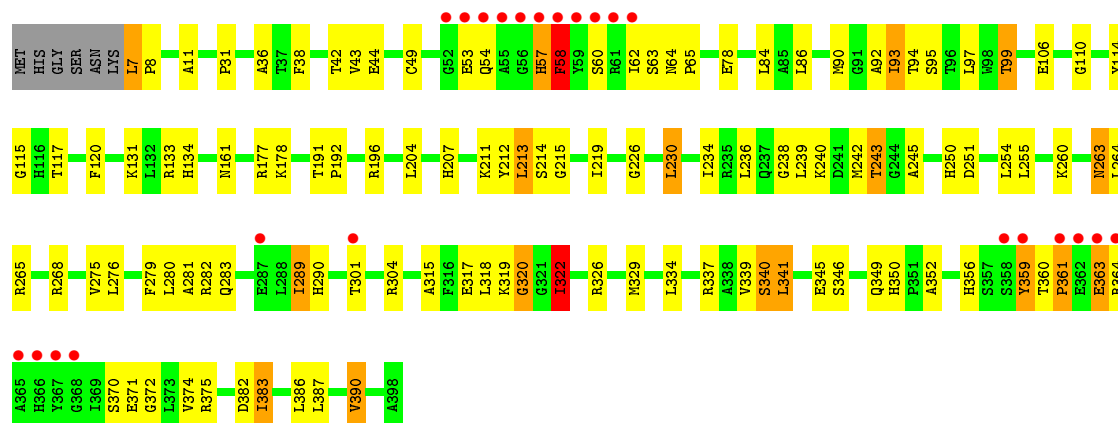 MET HIS GLY SER ASN LYS L7 P8 A11 P31 A36 T37 F38 T42 V43 E44 C49 G52 E53 Q54 A55 G56 H57 F58 Y59 S60 R61 I62 S63 N64 P65 E78 L84 A85 L86 M90 G91 A92 I93 T94 S95 T96 L97 W98 T99 E106 G110 Y114
G115 H116 T117 F120 K131 L132 R133 H134 N161 R177 K178 T191 P192 R196 L204 H207 K211 Y212 L213 S214 G215 I219 G226 L230 I234 R235 L236 Q237 G238 L239 K240 D241 M242 T243 G244 A245 H250 D251 L254 L255 K260 N263 L264
R265 R268 V275 L276 F279 L280 A281 R282 Q283 E287 L288 I289 H290 T301 R304 A315 F316 E317 L318 K319 G320 G321 I322 R326 M329 L334 R337 A338 V339 S340 L341 E345 S346 Q349 H350 P351 A352 H356 S357 S358 Y359 T360 P361 E362 E363 R364
A365 H366 Y367 G368 I369 S370 E371 G372 L373 V374 R375 D382 I383 L386 L387 V390 A398